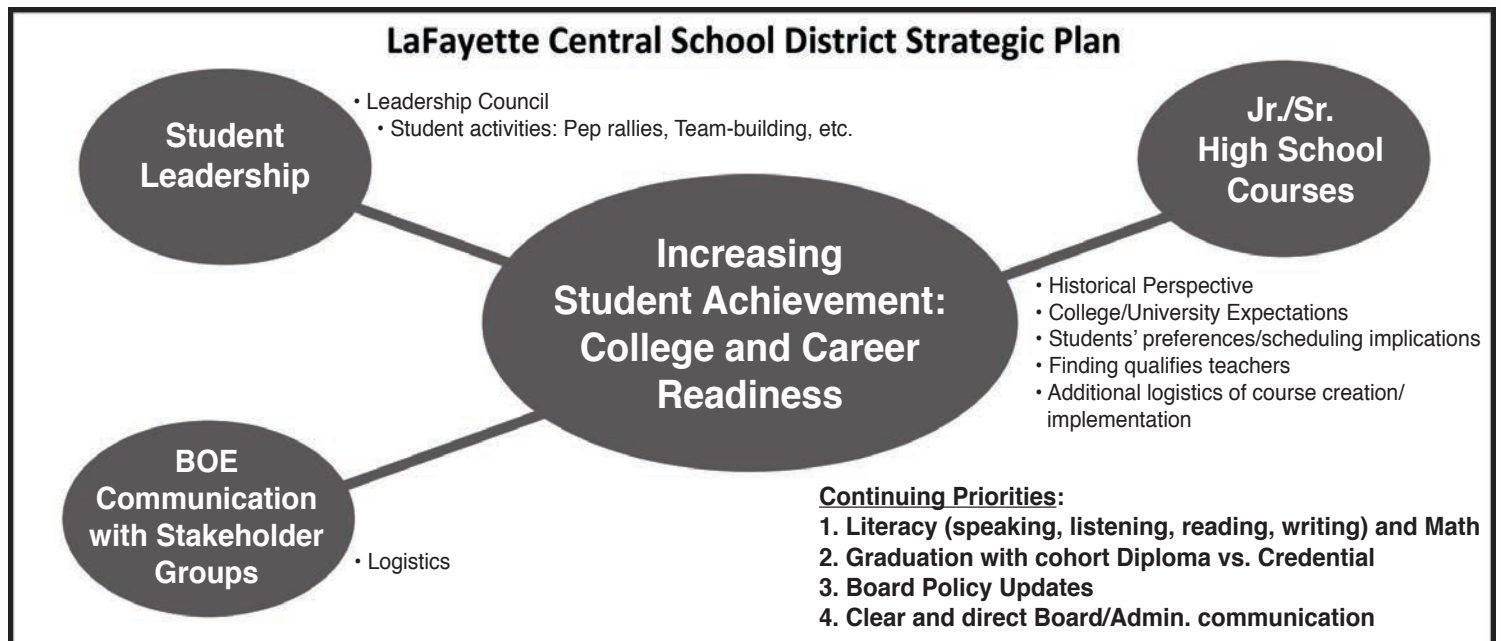 LaFayette Central School District Strategic Plan
Student
Leadership
• Leadership Council
• Student activities: Pep rallies, Team-building, etc.
Jr./Sr.
High School
Courses
Increasing
Student Achievement:
College and Career
Readiness
• Historical Perspective
• College/University Expectations
• Students’ preferences/scheduling implications
• Finding qualifies teachers
• Additional logistics of course creation/
implementation
BOE
Communication
with Stakeholder
Groups
• Logistics
Continuing Priorities:
1. Literacy (speaking, listening, reading, writing) and Math
2. Graduation with cohort Diploma vs. Credential
3. Board Policy Updates
4. Clear and direct Board/Admin. communication